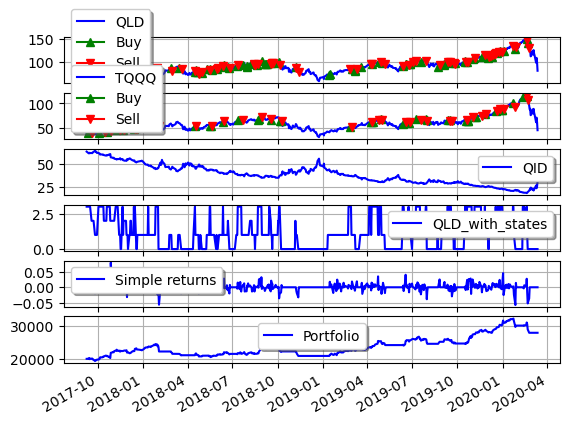 QLD
Buy
Sell
150
100
TQQQ
Buy
Sell
100
50
QID
50
25
QLD_with_states
2.5
0.0
Simple returns
0.05
0.00
−0.05
Portfolio
30000
20000
2017-10
2018-01
2018-04
2018-07
2018-10
2019-01
2019-04
2019-07
2019-10
2020-01
2020-04